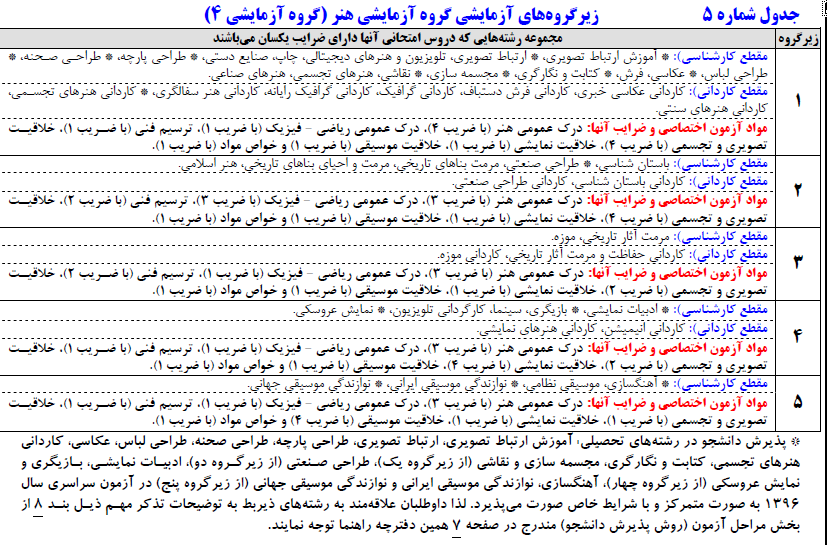 جدول شماره ۵ زیرگروه‌های آزمایشی گروه آزمایشی هنر (گروه آزمایشی ۴)
زیرگروه مجموعه رشته‌هایی که دروس امتحانی آنها دارای ضرایب یکسان می‌باشند
۱
مقطع کارشناسی): * آموزش ارتباط تصویری، * ارتباط تصویری، تلویزیون و هنرهای دیجیتالی، چاپ، صنایع دستی، * طراحی پارچه، * طراحی صحنه، *
طراحی لباس، * عکاسی، فرش، * کتابت و نگارگری، * مجسمه سازی، * نقاشی، هنرهای تجسمی، هنرهای صناعی.
مقطع کاردانی): کاردانی عکاسی خبری، کاردانی فرش دستباف، کاردانی گرافیک، کاردانی گرافیک رایانه، کاردانی هنر سفالگری، * کاردانی هنرهای تجسمی،
کاردانی هنرهای سنتی.
مواد آزمون اختصاصی و ضرایب آنها: درک عمومی هنر (با ضریب ۴)، درک عمومی ریاضی - فیزیک (با ضریب ۱)، ترسیم فنی (با ضریب ۱)، خلاقیت
تصویری و تجسمی (با ضریب ۴)، خلاقیت نمایشی (با ضریب ۱)، خلاقیت موسیقی (با ضریب ۱) و خواص مواد (با ضریب ۱).
۲
مقطع کارشناسی): باستان شناسی، * طراحی صنعتی، مرمت بناهای تاریخی، مرمت و احیای بناهای تاریخی، هنر اسلامی.
مقطع کاردانی): کاردانی باستان شناسی، کاردانی طراحی صنعتی.
مواد آزمون اختصاصی و ضرایب آنها: درک عمومی هنر (با ضریب ۳)، درک عمومی ریاضی - فیزیک (با ضریب ۳)، ترسیم فنی (با ضریب ۲)، خلاقیت
تصویری و تجسمی (با ضریب ۴)، خلاقیت نمایشی (با ضریب ۱)، خلاقیت موسیقی (با ضریب ۱) و خواص مواد (با ضریب ۱).
۳
مقطع کارشناسی): مرمت آثار تاریخی، موزه.
مقطع کاردانی): کاردانی حفاظت و مرمت آثار تاریخی، کاردانی موزه.
مواد آزمون اختصاصی و ضرایب آنها: درک عمومی هنر (با ضریب ۳)، درک عمومی ریاضی - فیزیک (با ضریب ۱)، ترسیم فنی (با ضریب ۲)، خلاقیت
تصویری و تجسمی (با ضریب ۲)، خلاقیت نمایشی (با ضریب ۱)، خلاقیت موسیقی (با ضریب ۱) و خواص مواد (با ضریب ۱).
۴
مقطع کارشناسی): * ادبیات نمایشی، * بازیگری، سینما، کارگردانی تلویزیون، * نمایش عروسکی.
مقطع کاردانی): کاردانی انیمیشن، کاردانی هنرهای نمایشی.
مواد آزمون اختصاصی و ضرایب آنها: درک عمومی هنر (با ضریب ۳)، درک عمومی ریاضی - فیزیک (با ضریب ۱)، ترسیم فنی (با ضریب ۱)، خلاقیت
تصویری و تجسمی (با ضریب ۲)، خلاقیت نمایشی (با ضریب ۴)، خلاقیت موسیقی (با ضریب ۱) و خواص مواد (با ضریب ۱).
۵
مقطع کارشناسی): * آهنگسازی، موسیقی نظامی، * نوازندگی موسیقی ایرانی، * نوازندگی موسیقی جهانی.
مواد آزمون اختصاصی و ضرایب آنها: درک عمومی هنر (با ضریب ۳)، درک عمومی ریاضی - فیزیک (با ضریب ۱)، ترسیم فنی (با ضریب ۱)، خلاقیت
تصویری و تجسمی (با ضریب ۱)، خلاقیت نمایشی (با ضریب ۱)، خلاقیت موسیقی (با ضریب ۴) و خواص مواد (با ضریب ۱).
* پذیرش دانشجو در رشته‌های تحصیلی: آموزش ارتباط تصویری، ارتباط تصویری، طراحی پارچه، طراحی صحنه، طراحی لباس، عکاسی، کاردانی
هنرهای تجسمی، کتابت و نگارگری، مجسمه سازی و نقاشی (از زیرگروه یک)، طراحی صنعتی (از زیرگروه دو)، ادبیات نمایشی، بازیگری و
نمایش عروسکی (از زیرگروه چهار)، آهنگسازی، نوازندگی موسیقی ایرانی و نوازندگی موسیقی جهانی (از زیرگروه پنج) در آزمون سراسری سال
۱۳۹۶ به صورت متمرکز و با شرایط خاص صورت می‌پذیرد. لذا داوطلبان علاقه‌مند به رشته‌های ذیربط به توضیحات تذکر مهم ذیل بند ۸ از
بخش مراحل آزمون (روش پذیرش دانشجو) مندرج در صفحه ۷ همین دفترچه راهنما توجه نمایند.